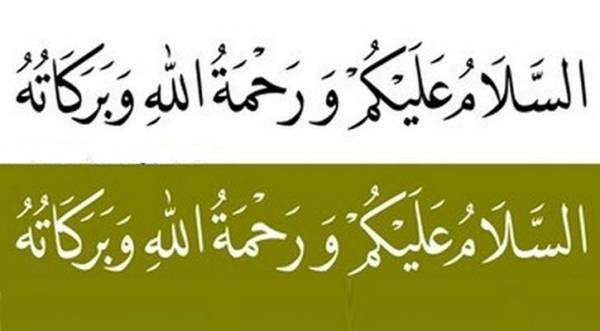 السَّلَامُ عَلَيْكُمْ وَ رَحْمَةُ اللهِ وَبَرَكَاتُهُ
السَّلَامُ عَلَيْكُمْ وَ رَحْمَةُ اللهِ وَبَرَكَاتُهُ